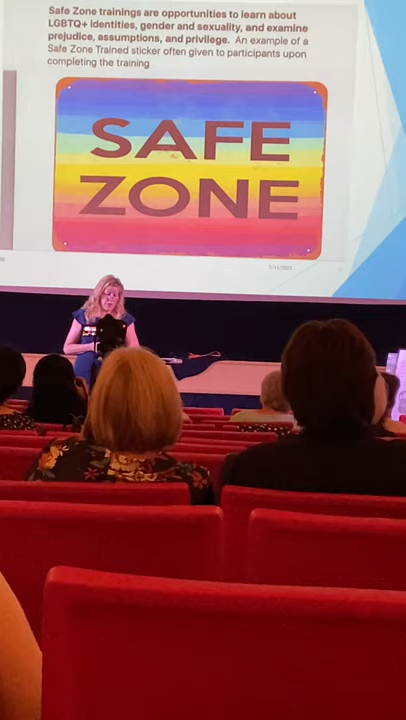 Safe Zone trainings are opportunities to learn about
LGBTQ+ identities, gender and sexuality, and examine
prejudice, assumptions, and privilege. An example of a
Safe Zone Trained sticker often given to participants upon
completing the training
SAFE
ZONE